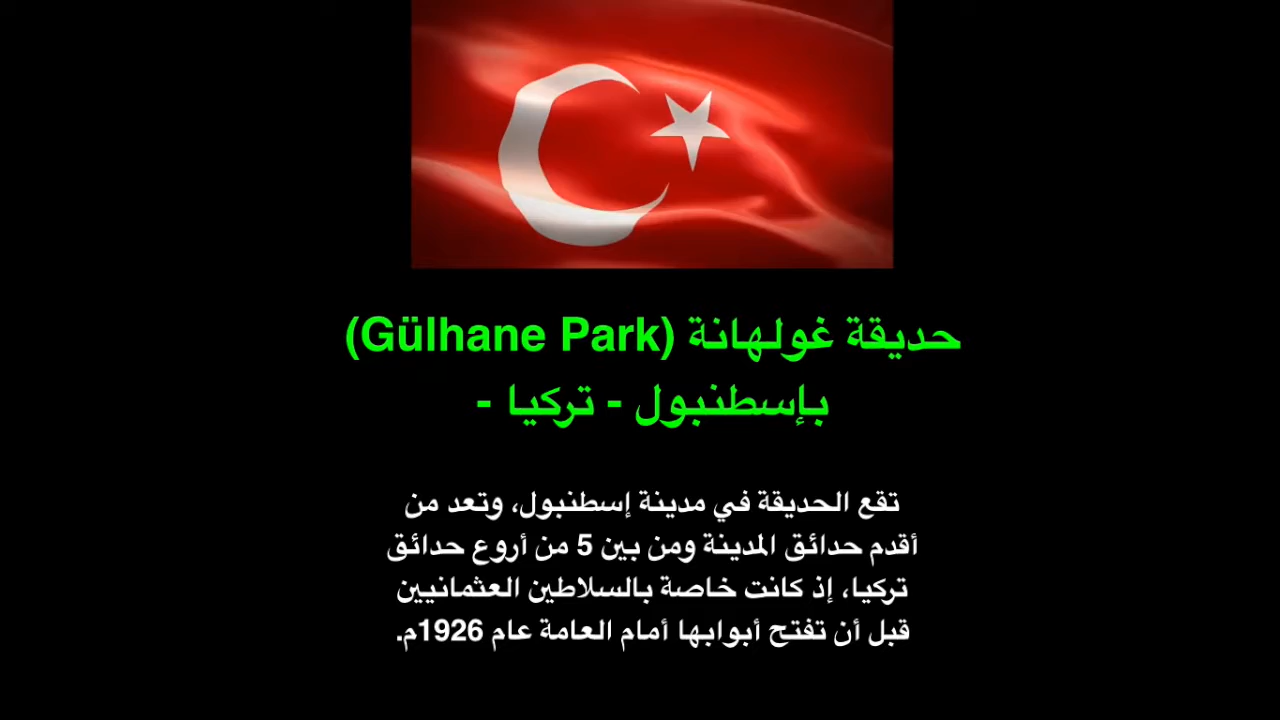 حديقة غولهانة (Gülhane Park)
بإسطنبول - تركيا -
تقع الحديقة في مدينة إسطنبول، وتعد من
أقدم حدائق المدينة ومن بين 5 من أروع حدائق
تركيا، إذ كانت خاصة بالسلاطين العثمانيين
قبل أن تفتح أبوابها أمام العامة عام 1926م.